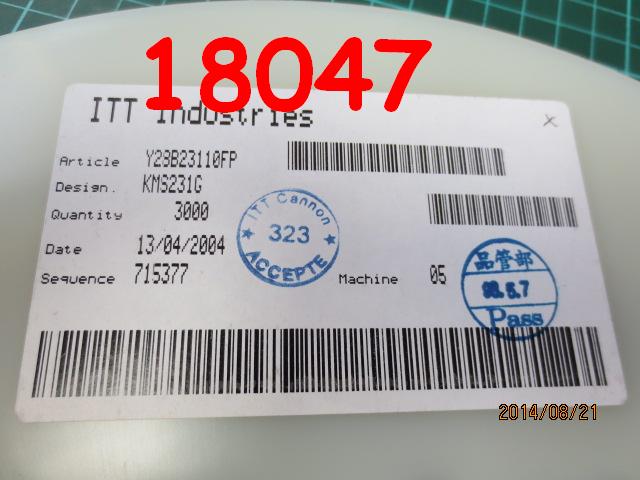 18047
ITT Industries
x
Article Y28B23110FP
Design. KMS231G
Quantity 3000
Date 13/04/2004
Sequence 715377
Machine 05
ITT Cannon
323
ACCEPTE
品管部
Pass
2014/08/21